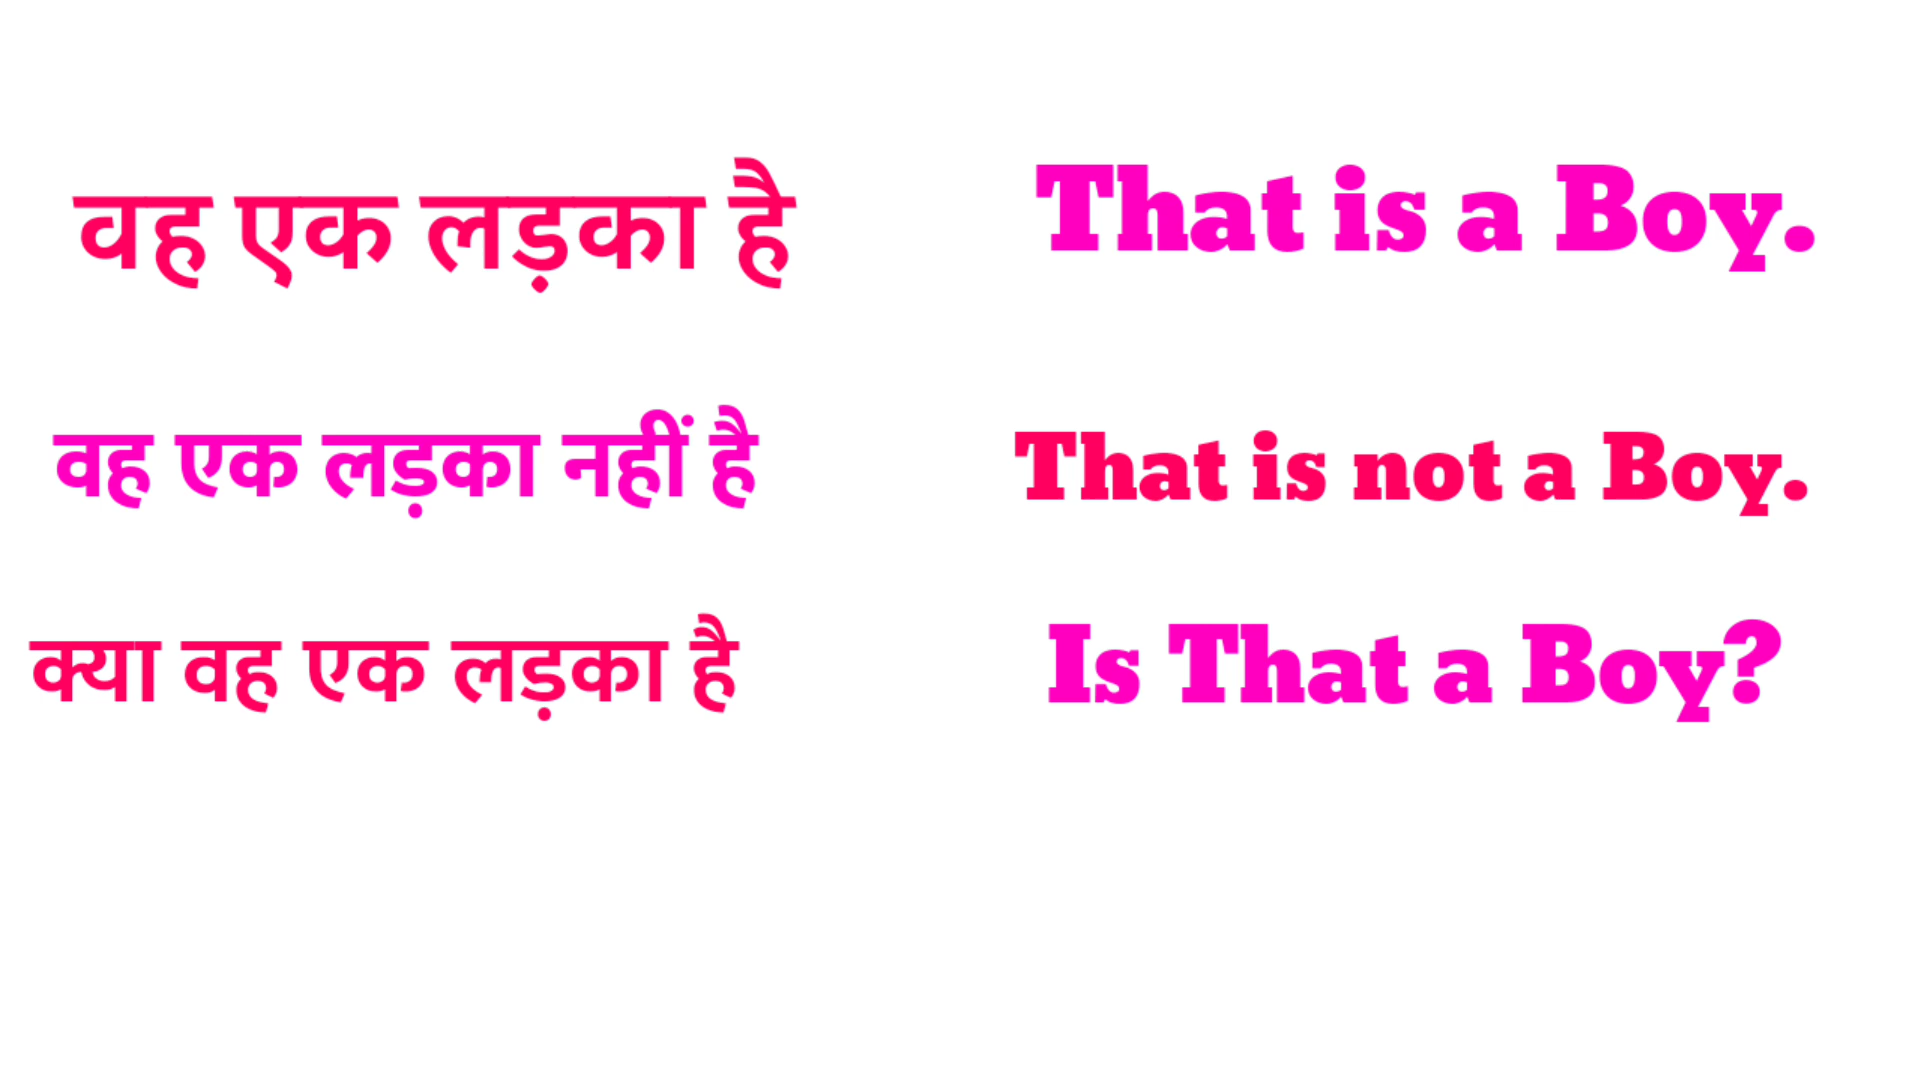 वह एक लड़का है That is a Boy.
वह एक लड़का नहीं है That is not a Boy.
क्या वह एक लड़का है Is That a Boy?